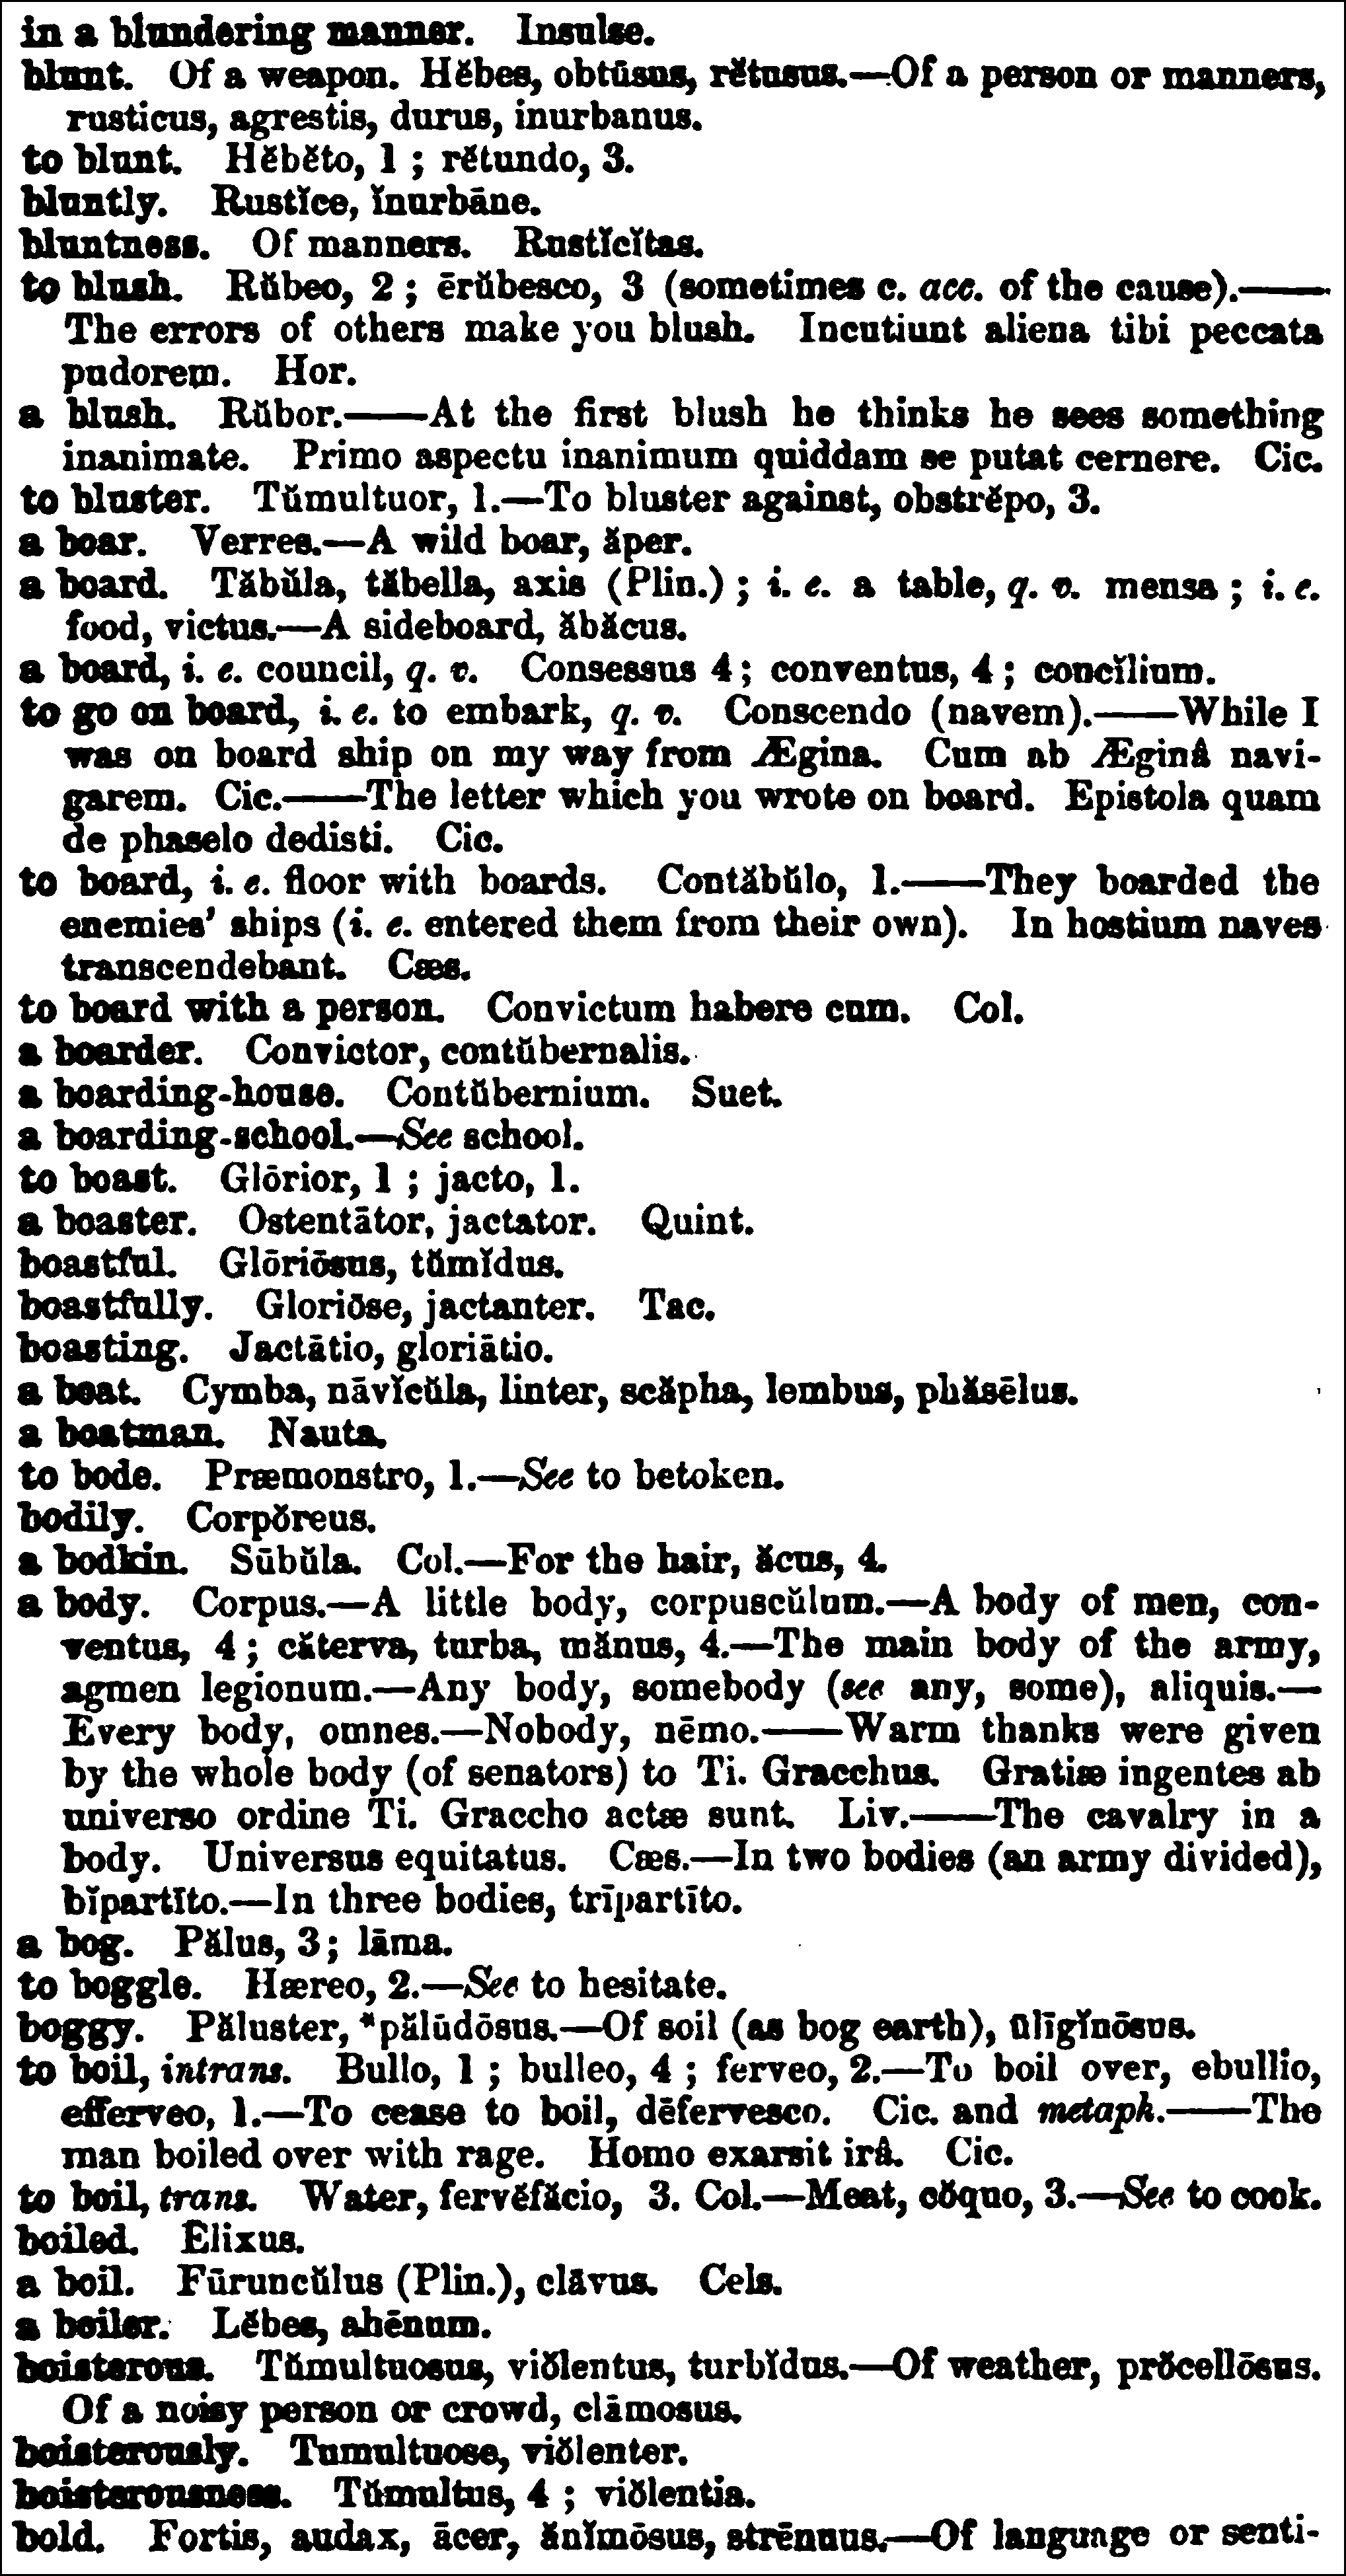 in a blundering manner. Insulse.
blunt. Of a weapon. Hĕbes, obtūsus, rĕtusus.—Of a person or manners,
rusticus, agrestis, durus, inurbanus.
to blunt. Hĕbĕto, 1 ; rĕtundo, 3.
bluntly. Rustĭce, ĭnurbāne.
bluntness. Of manners. Rustĭcĭtas.
to blush. Rŭbeo, 2 ; ērŭbesco, 3 (sometimes c. acc. of the cause).——
The errors of others make you blush. Incutiunt aliena tibi peccata
pudorem. Hor.
a blush. Rŭbor.——At the first blush he thinks he sees something
inanimate. Primo aspectu inanimum quiddam se putat cernere. Cic.
to bluster. Tŭmultuor, 1.—To bluster against, obstrĕpo, 3.
a boar. Verres.—A wild boar, ăper.
a board. Tăbŭla, tăbella, axis (Plin.) ; i. e. a table, q. v. mensa ; i. e.
food, victus.—A sideboard, ăbăcus.
a board, i. e. council, q. v. Consessus 4 ; conventus, 4 ; concĭlium.
to go on board, i. e. to embark, q. v. Conscendo (navem).——While I
was on board ship on my way from Ægina. Cum ab Æginâ navi-
garem. Cic.——The letter which you wrote on board. Epistola quam
de phaselo dedisti. Cic.
to board, i. e. floor with boards. Contăbŭlo, 1.——They boarded the
enemies' ships (i. e. entered them from their own). In hostium naves
transcendebant. Cæs.
to board with a person. Convictum habere cum. Col.
a boarder. Convictor, contŭbernalis.
a boarding-house. Contŭbernium. Suet.
a boarding-school.—See school.
to boast. Glōrior, 1 ; jacto, 1.
a boaster. Ostentātor, jactator. Quint.
boastful. Glōriōsus, tŭmĭdus.
boastfully. Gloriōse, jactanter. Tac.
boasting. Jactātio, gloriātio.
a boat. Cymba, nāvĭcŭla, linter, scăpha, lembus, phăsēlus.
a boatman. Nauta.
to bode. Præmonstro, 1.—See to betoken.
bodily. Corpŏreus.
a bodkin. Sūbŭla. Col.—For the hair, ăcus, 4.
a body. Corpus.—A little body, corpuscŭlum.—A body of men, con-
ventus, 4 ; căterva, turba, mănus, 4.—The main body of the army,
agmen legionum.—Any body, somebody (see any, some), aliquis.—
Every body, omnes.—Nobody, nēmo.——Warm thanks were given
by the whole body (of senators) to Ti. Gracchus. Gratiæ ingentes ab
universo ordine Ti. Graccho actæ sunt. Liv.——The cavalry in a
body. Universus equitatus. Cæs.—In two bodies (an army divided),
bĭpartīto.—In three bodies, trīpartīto.
a bog. Pălus, 3 ; lāma.
to boggle. Hæreo, 2.—See to hesitate.
boggy. Păluster, *pălūdōsus.—Of soil (as bog earth), ūlīgĭnōsus.
to boil, intrans. Bullo, 1 ; bulleo, 4 ; ferveo, 2.—To boil over, ebullio,
efferveo, 1.—To cease to boil, dēfervesco. Cic. and metaph.——The
man boiled over with rage. Homo exarsit irâ. Cic.
to boil, trans. Water, fervĕfăcio, 3. Col.—Meat, cŏquo, 3.—See to cook.
boiled. Elixus.
a boil. Fūruncŭlus (Plin.), clāvus. Cels.
a boiler. Lĕbes, ahēnum.
boisterous. Tŭmultuosus, viŏlentus, turbĭdus.—Of weather, prŏcellōsus.
Of a noisy person or crowd, clāmosus.
boisterously. Tumultuose, viŏlenter.
boisterousness. Tŭmultus, 4 ; viŏlentia.
bold. Fortis, audax, ācer, ănĭmōsus, strēnuus.—Of language or senti-